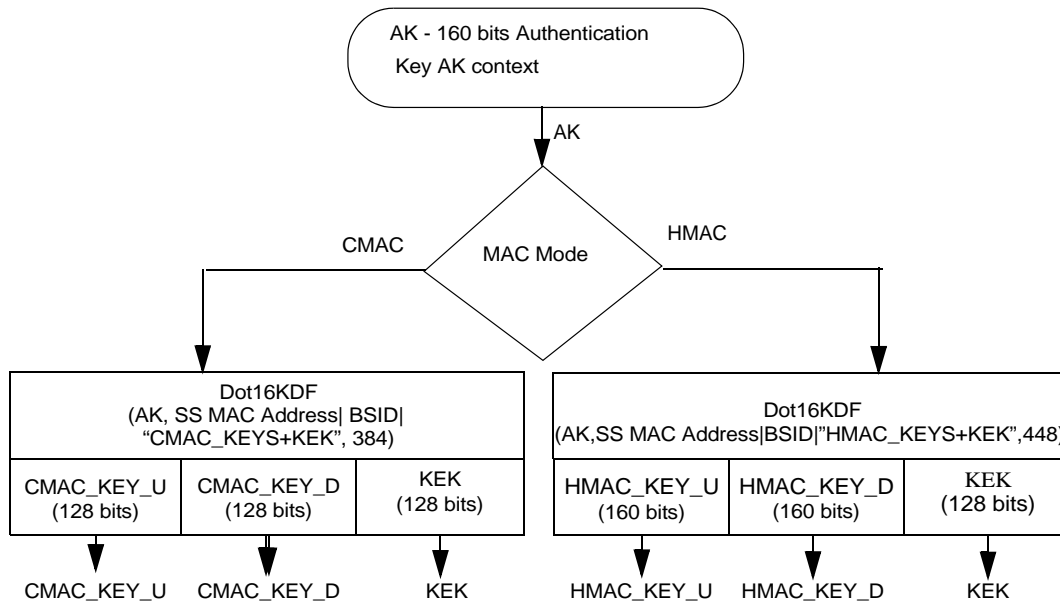 AK - 160 bits Authentication
Key AK context
AK
CMAC
HMAC
MAC Mode
Dot16KDF
(AK, SS MAC Address| BSID|
“CMAC_KEYS+KEK”, 384)
Dot16KDF
(AK,SS MAC Address|BSID|”HMAC_KEYS+KEK”,448)
CMAC_KEY_U
(128 bits)
CMAC_KEY_D
(128 bits)
KEK
(128 bits)
HMAC_KEY_U
(160 bits)
HMAC_KEY_D
(160 bits)
KEK
(128 bits)
CMAC_KEY_U
CMAC_KEY_D
KEK
HMAC_KEY_U
HMAC_KEY_D
KEK